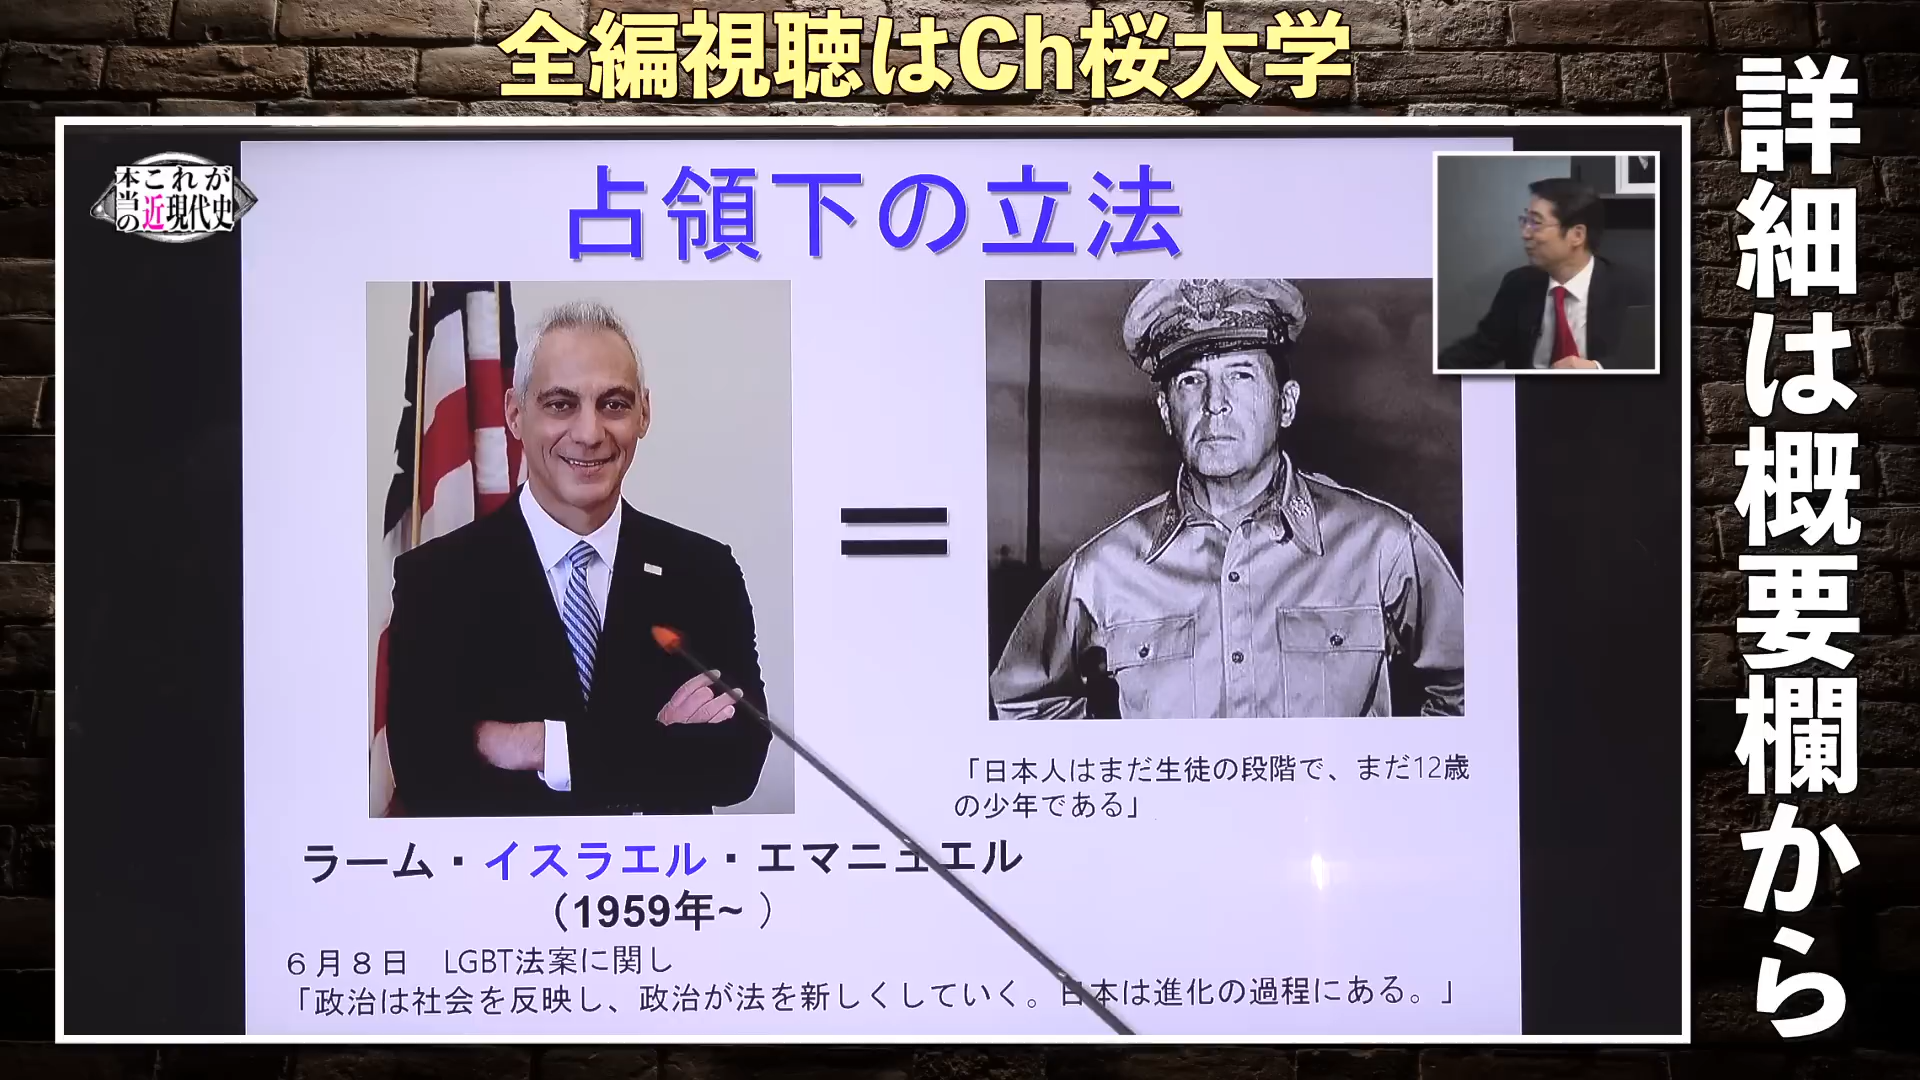 全編視聴はCh桜大学
詳細は概要欄から
これが
本当の近現代史
占領下の立法
＝
「日本人はまだ生徒の段階で、まだ12歳
の少年である」
ラーム・イスラエル・エマニュエル
（1959年~ ）
６月８日　LGBT法案に関し
「政治は社会を反映し、政治が法を新しくしていく。日本は進化の過程にある。」